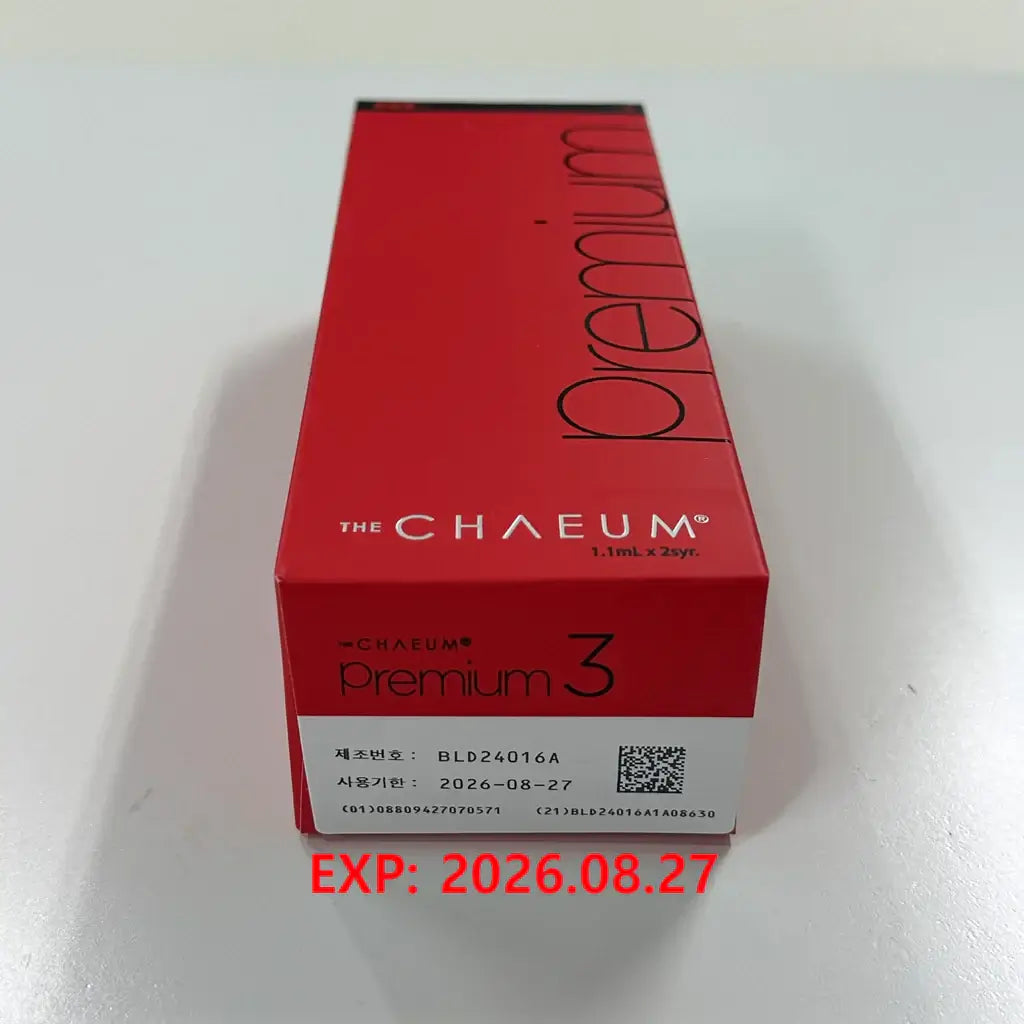 premium
THE CHAEUM®
1.1mL x 2syr.
THE CHAEUM®
Premium 3
제조번호 : BLD24016A
사용기한 : 2026-08-27
(01)08809427070571 (21)BLD24016A1A08630
EXP: 2026.08.27